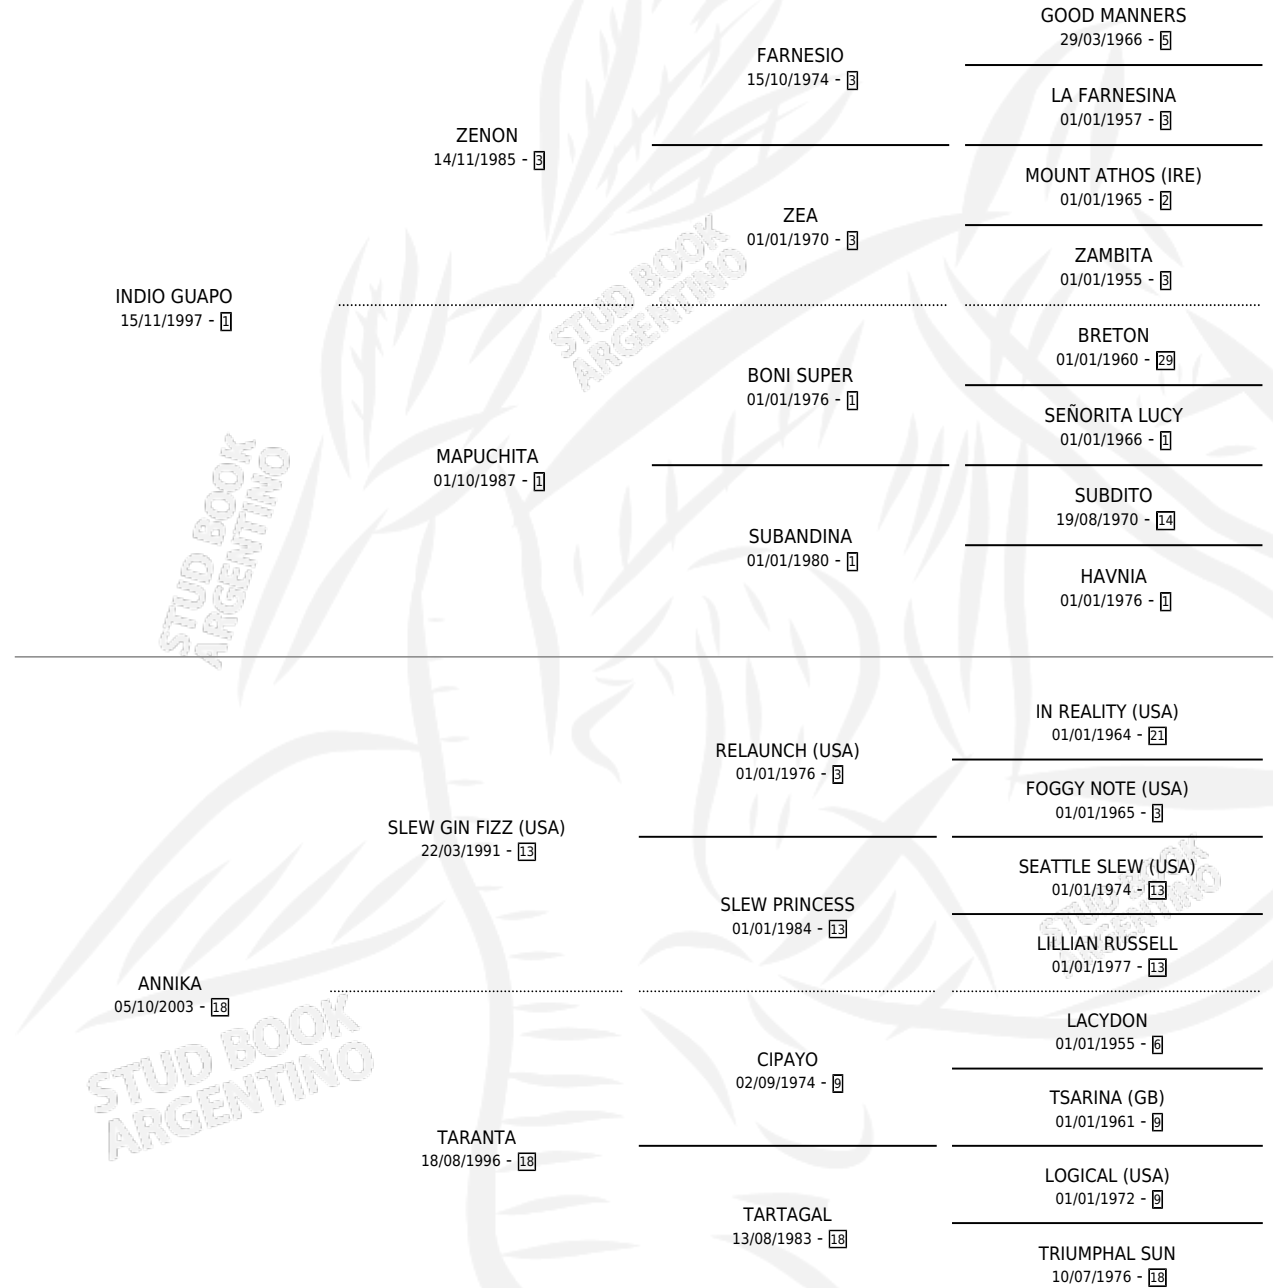 GOOD MANNERS
29/03/1966 - 5
FARNESIO
15/10/1974 - 3
LA FARNESINA
01/01/1957 - 3
ZENON
14/11/1985 - 3
MOUNT ATHOS (IRE)
01/01/1965 - 2
ZEA
01/01/1970 - 3
ZAMBITA
01/01/1955 - 3
INDIO GUAPO
15/11/1997 - 1
BRETON
01/01/1960 - 29
BONI SUPER
01/01/1976 - 1
SEÑORITA LUCY
01/01/1966 - 1
MAPUCHITA
01/10/1987 - 1
SUBDITO
19/08/1970 - 14
SUBANDINA
01/01/1980 - 1
HAVNIA
01/01/1976 - 1
STUD BOOK
ARGENTINO
STUD BOOK
ARGENTINO
IN REALITY (USA)
01/01/1964 - 21
RELAUNCH (USA)
01/01/1976 - 3
FOGGY NOTE (USA)
01/01/1965 - 3
SLEW GIN FIZZ (USA)
22/03/1991 - 13
SEATTLE SLEW (USA)
01/01/1974 - 13
SLEW PRINCESS
01/01/1984 - 13
LILLIAN RUSSELL
01/01/1977 - 13
STUD BOOK
ARGENTINO
ANNIKA
05/10/2003 - 18
LACYDON
01/01/1955 - 6
CIPAYO
02/09/1974 - 9
TSARINA (GB)
01/01/1961 - 9
TARANTA
18/08/1996 - 18
LOGICAL (USA)
01/01/1972 - 9
TARTAGAL
13/08/1983 - 18
TRIUMPHAL SUN
10/07/1976 - 18
STUD BOOK
ARGENTINO